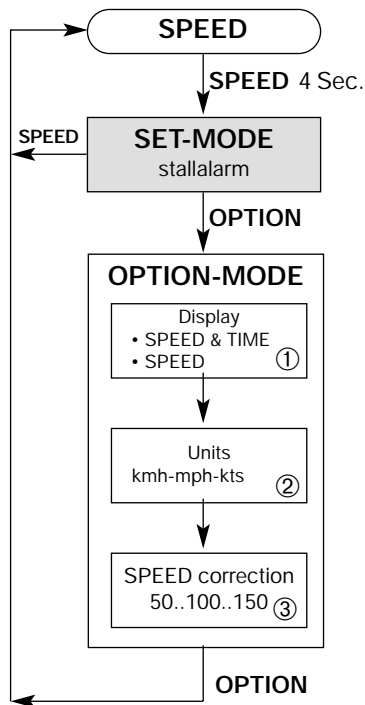 SPEED
SPEED 4 Sec.
SPEED
SET-MODE
stallalarm
OPTION
OPTION-MODE
Display
• SPEED & TIME
• SPEED ①
Units
kmh-mph-kts ②
SPEED correction
50..100..150 ③
OPTION